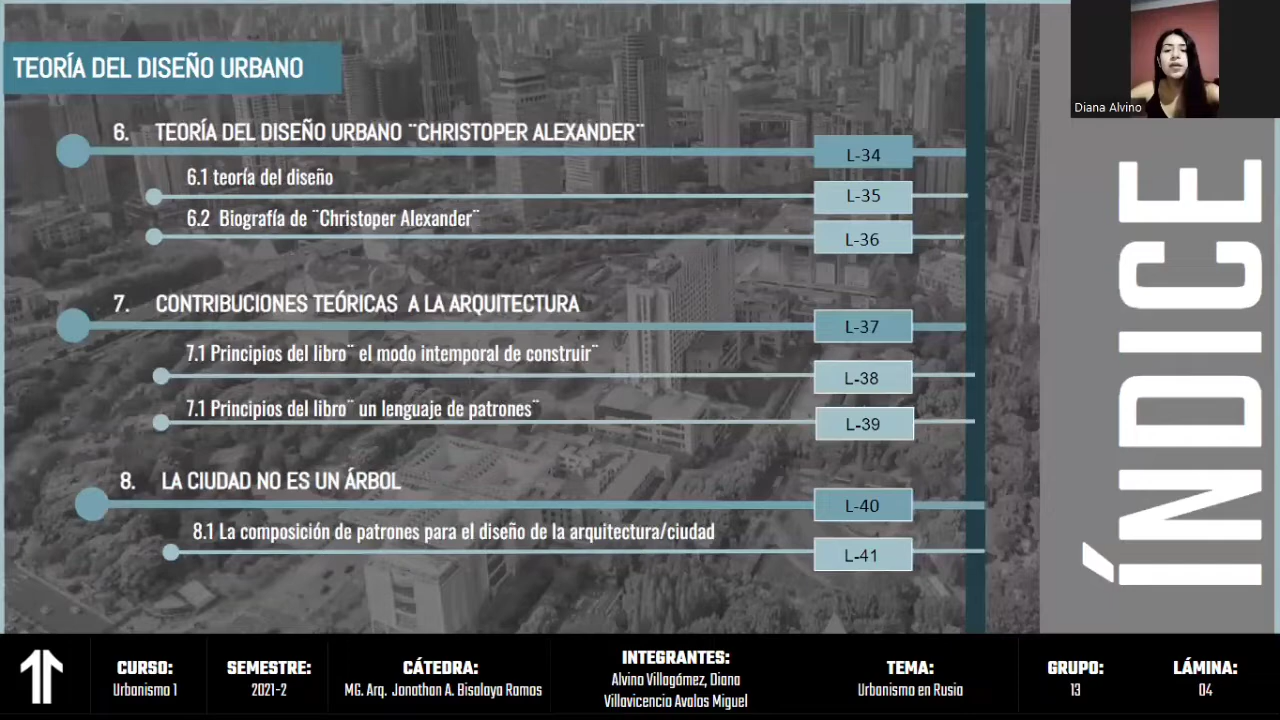 TEORÍA DEL DISEÑO URBANO
Diana Alvino
6. TEORÍA DEL DISEÑO URBANO ¨CHRISTOPER ALEXANDER¨
L-34
6.1 teoría del diseño
L-35
6.2 Biografía de ¨Christoper Alexander¨
L-36
7. CONTRIBUCIONES TEÓRICAS A LA ARQUITECTURA
L-37
7.1 Principios del libro¨ el modo intemporal de construir¨
L-38
7.1 Principios del libro¨ un lenguaje de patrones¨
L-39
8. LA CIUDAD NO ES UN ÁRBOL
L-40
8.1 La composición de patrones para el diseño de la arquitectura/ciudad
L-41
ÍNDICE
CURSO:
Urbanismo 1
SEMESTRE:
2021-2
CÁTEDRA:
MG. Arq. Jonathan A. Bisalaya Ramos
INTEGRANTES:
Alvino Villagómez, Diana
Villavicencio Avalos Miguel
TEMA:
Urbanismo en Rusia
GRUPO:
13
LÁMINA:
04